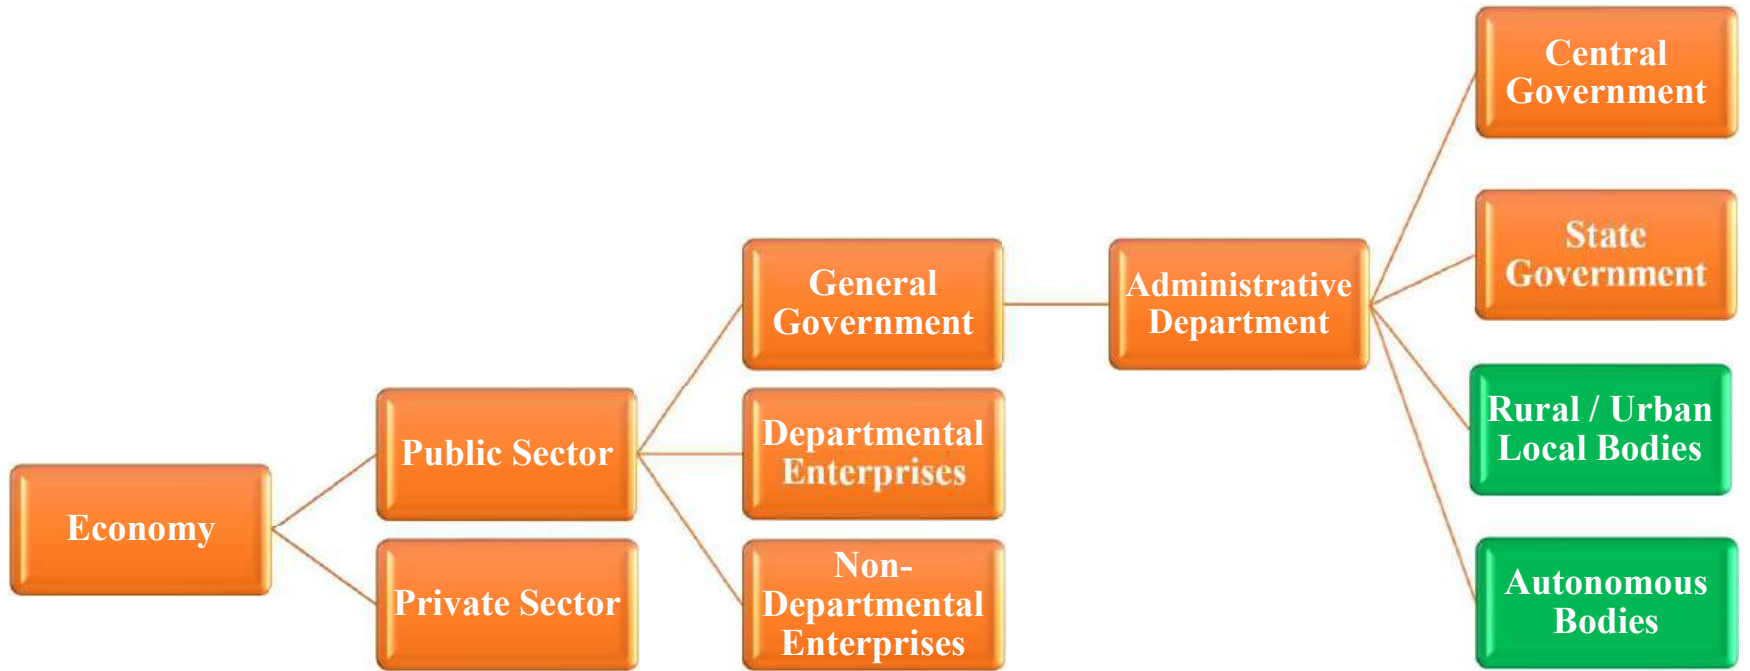 Economy
Public Sector
Private Sector
General
Government
Departmental
Enterprises
Non-
Departmental
Enterprises
Administrative
Department
Central
Government
State
Government
Rural / Urban
Local Bodies
Autonomous
Bodies